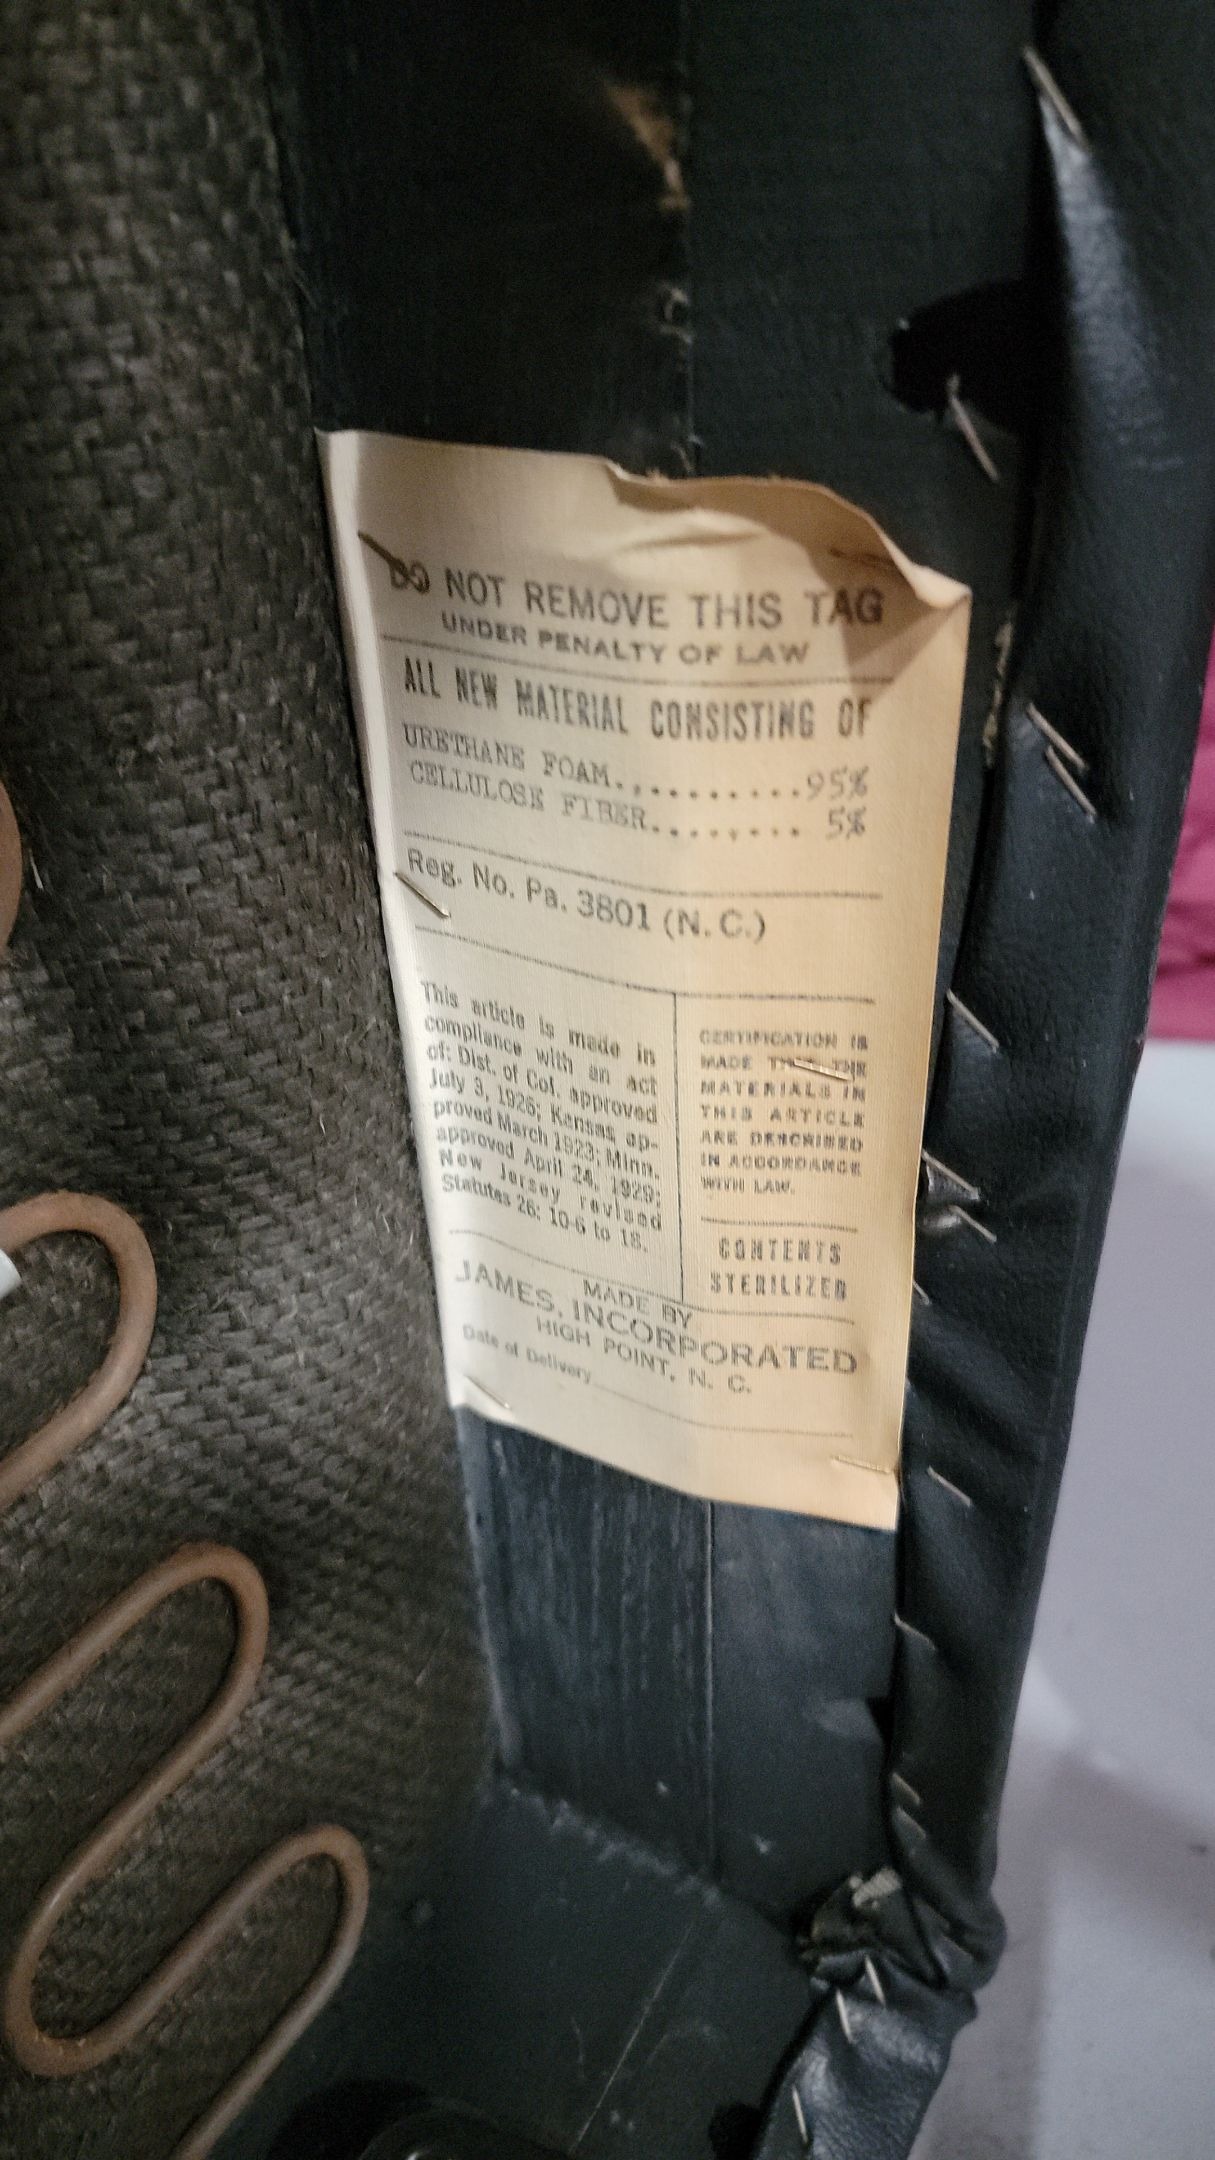 DO NOT REMOVE THIS TAG
UNDER PENALTY OF LAW
ALL NEW MATERIAL CONSISTING OF
URETHANE FOAM...........95%
CELLULOSE FIBER......... 5%
Reg. No. Pa. 3801 (N. C.)
This article is made in
compliance with an act
of: Dist. of Col. approved
July 3, 1926; Kansas ap-
proved March 1923; Minn.
approved April 24, 1929;
New Jersey revised
Statutes 26: 10-6 to 18.
CERTIFICATION IS
MADE THAT THE
MATERIALS IN
THIS ARTICLE
ARE DESCRIBED
IN ACCORDANCE
WITH LAW.
CONTENTS
STERILIZED
MADE BY
JAMES, INCORPORATED
HIGH POINT, N. C.
Date of Delivery